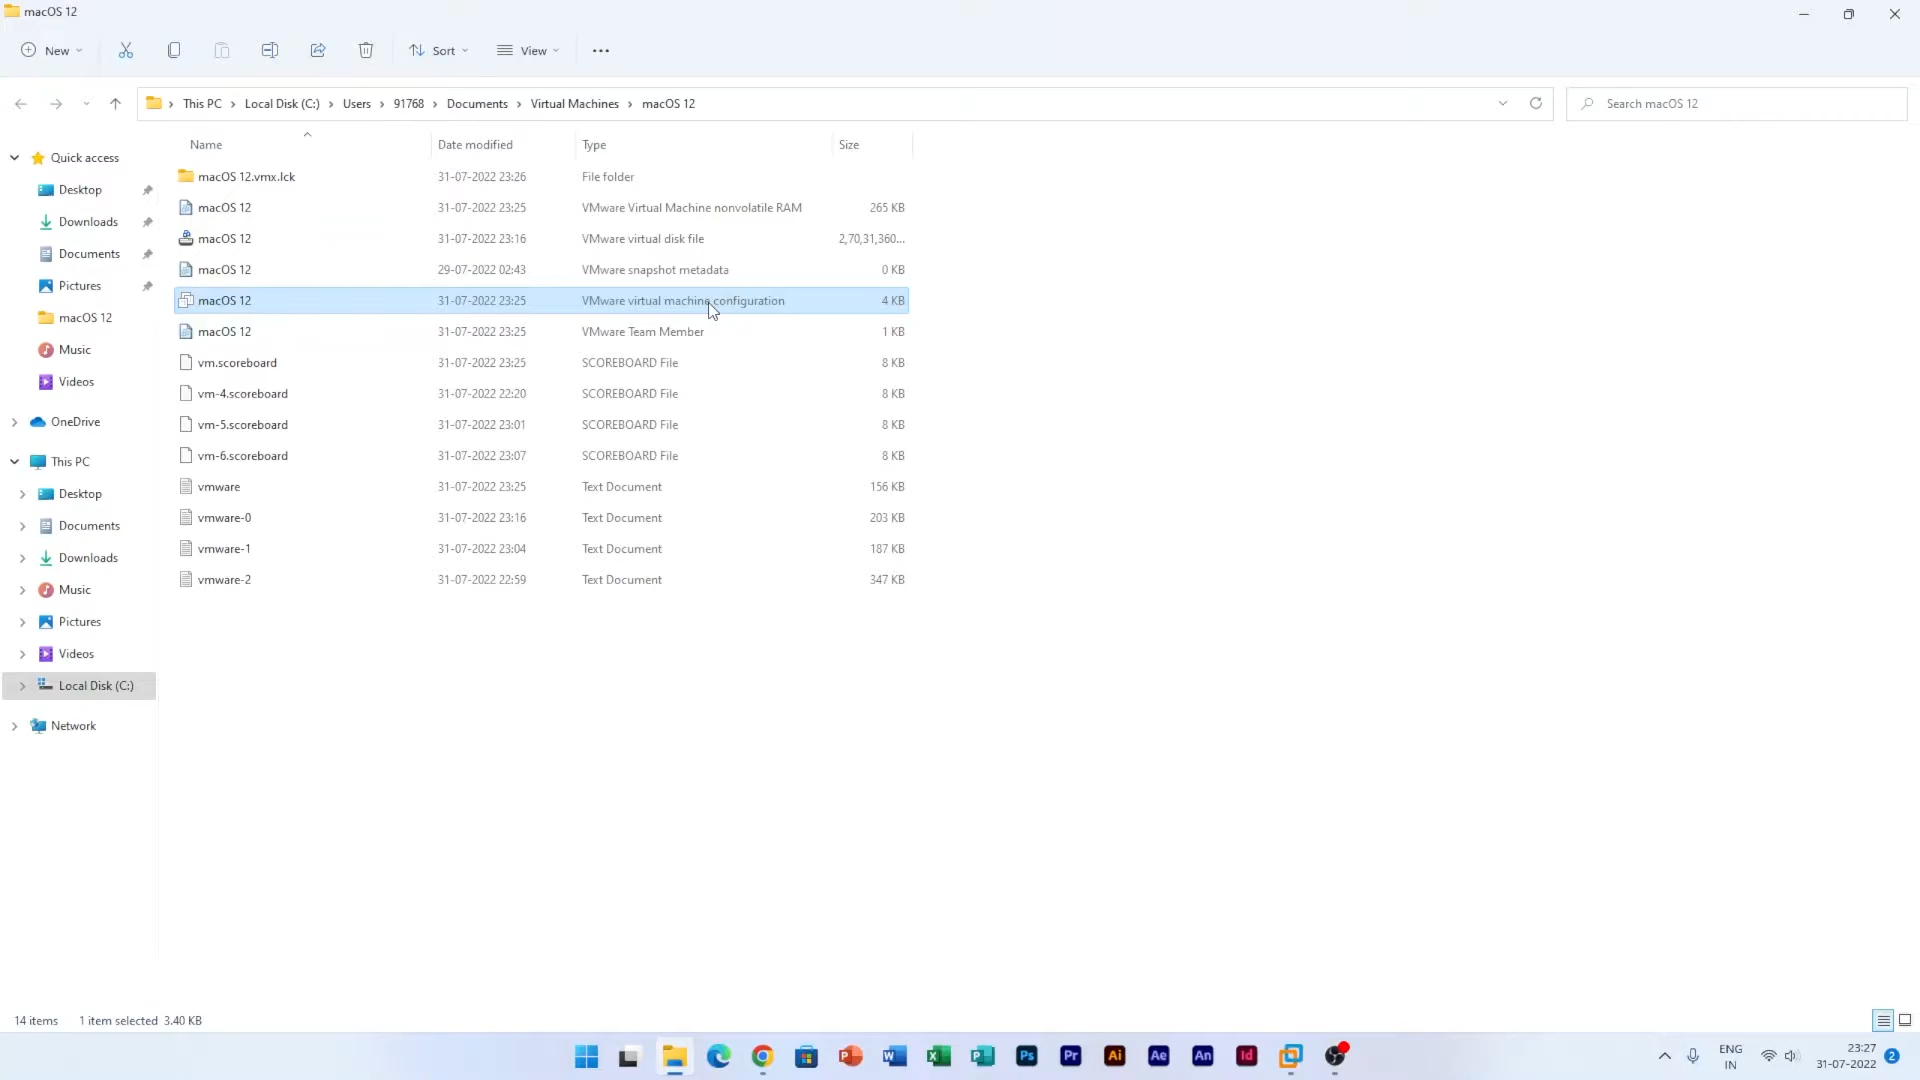 macOS 12
New
Sort
View
This PC > Local Disk (C:) > Users > 91768 > Documents > Virtual Machines > macOS 12
Search macOS 12
Name Date modified Type Size
macOS 12.vmx.lck 31-07-2022 23:26 File folder
macOS 12 31-07-2022 23:25 VMware Virtual Machine nonvolatile RAM 265 KB
macOS 12 31-07-2022 23:16 VMware virtual disk file 2,70,31,360...
macOS 12 29-07-2022 02:43 VMware snapshot metadata 0 KB
macOS 12 31-07-2022 23:25 VMware virtual machine configuration 4 KB
macOS 12 31-07-2022 23:25 VMware Team Member 1 KB
vm.scoreboard 31-07-2022 23:25 SCOREBOARD File 8 KB
vm-4.scoreboard 31-07-2022 22:20 SCOREBOARD File 8 KB
vm-5.scoreboard 31-07-2022 23:01 SCOREBOARD File 8 KB
vm-6.scoreboard 31-07-2022 23:07 SCOREBOARD File 8 KB
vmware 31-07-2022 23:25 Text Document 156 KB
vmware-0 31-07-2022 23:16 Text Document 203 KB
vmware-1 31-07-2022 23:04 Text Document 187 KB
vmware-2 31-07-2022 22:59 Text Document 347 KB
Quick access
Desktop
Downloads
Documents
Pictures
macOS 12
Music
Videos
OneDrive
This PC
Desktop
Documents
Downloads
Music
Pictures
Videos
Local Disk (C:)
Network
14 items 1 item selected 3.40 KB
Ps
Pr
Ai
Ae
An
Id
ENG
IN
23:27
31-07-2022
2